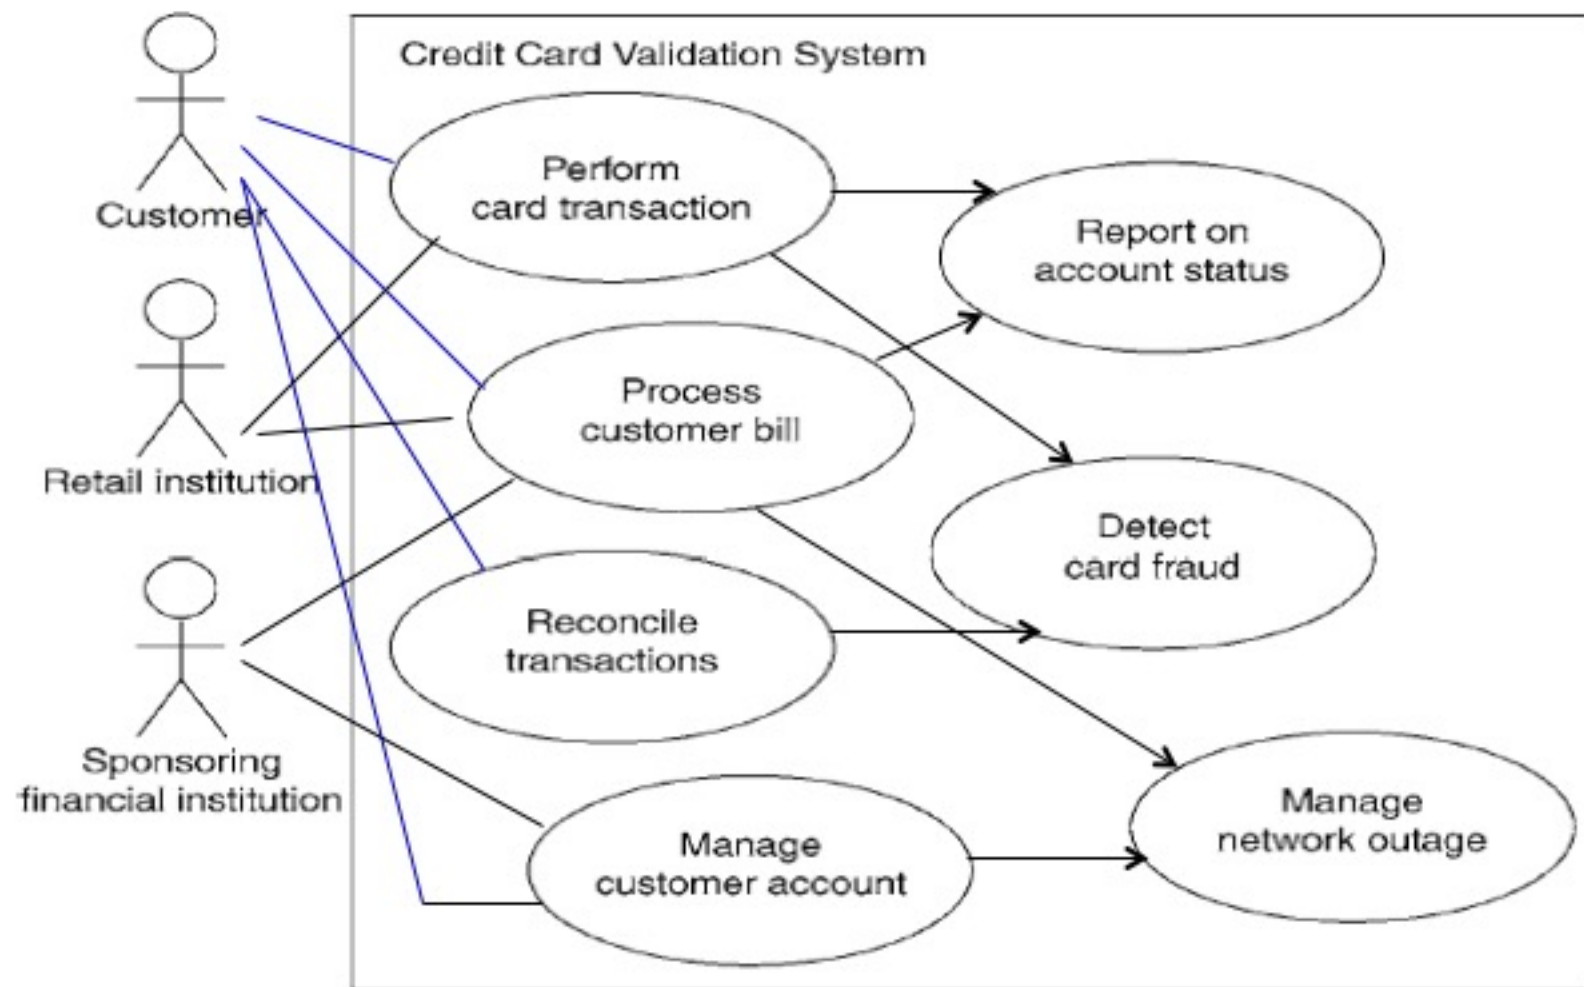 Credit Card Validation System
Customer
Perform
card transaction
Report on
account status
Retail institution
Process
customer bill
Detect
card fraud
Sponsoring
financial institution
Reconcile
transactions
Manage
network outage
Manage
customer account